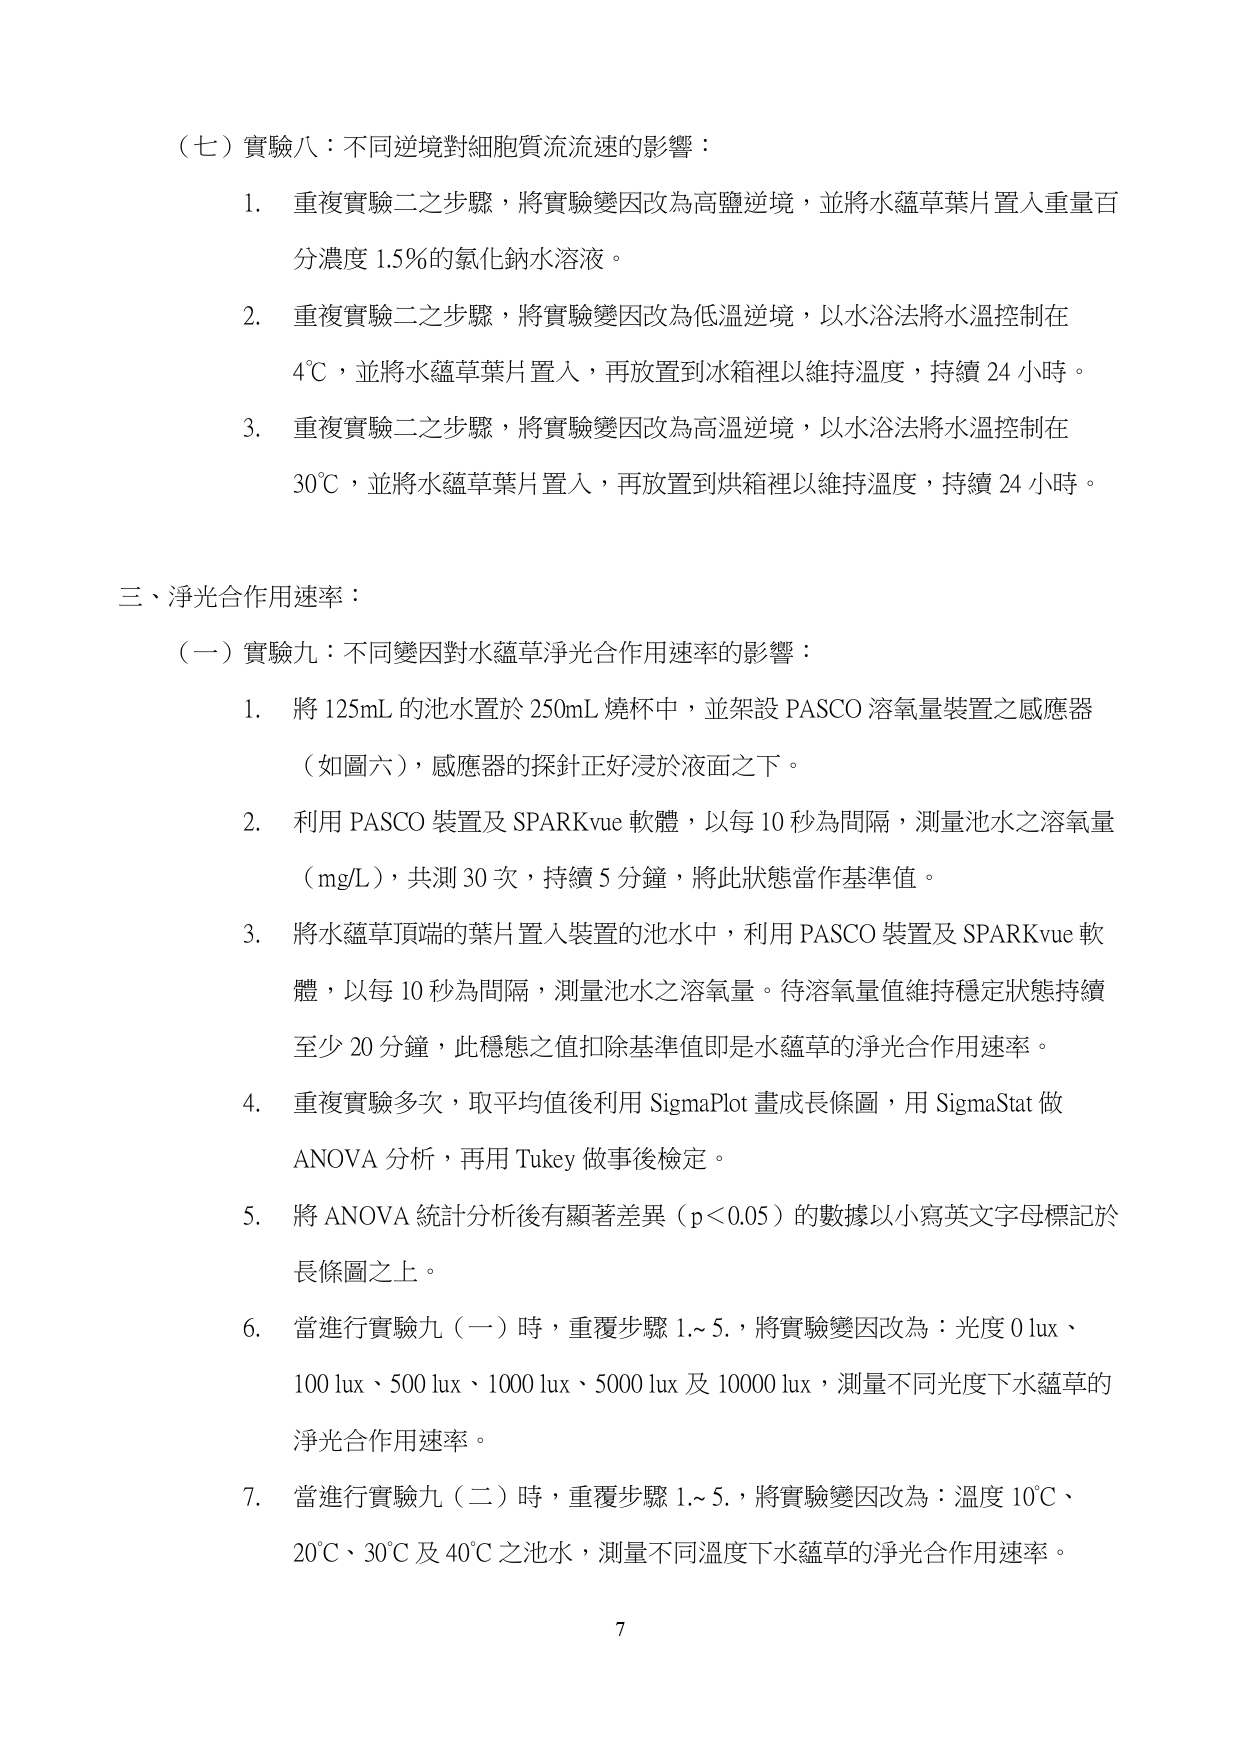 （七）實驗八：不同逆境對細胞質流流速的影響：
1. 重複實驗二之步驟，將實驗變因改為高鹽逆境，並將水蘊草葉片置入重量百
分濃度 1.5%的氯化鈉水溶液。
2. 重複實驗二之步驟，將實驗變因改為低溫逆境，以水浴法將水溫控制在
4℃，並將水蘊草葉片置入，再放置到冰箱裡以維持溫度，持續 24 小時。
3. 重複實驗二之步驟，將實驗變因改為高溫逆境，以水浴法將水溫控制在
30℃，並將水蘊草葉片置入，再放置到烘箱裡以維持溫度，持續 24 小時。
三、淨光合作用速率：
（一）實驗九：不同變因對水蘊草淨光合作用速率的影響：
1. 將 125mL 的池水置於 250mL 燒杯中，並架設 PASCO 溶氧量裝置之感應器
（如圖六），感應器的探針正好浸於液面之下。
2. 利用 PASCO 裝置及 SPARKvue 軟體，以每 10 秒為間隔，測量池水之溶氧量
（mg/L），共測 30 次，持續 5 分鐘，將此狀態當作基準值。
3. 將水蘊草頂端的葉片置入裝置的池水中，利用 PASCO 裝置及 SPARKvue 軟
體，以每 10 秒為間隔，測量池水之溶氧量。待溶氧量值維持穩定狀態持續
至少 20 分鐘，此穩態之值扣除基準值即是水蘊草的淨光合作用速率。
4. 重複實驗多次，取平均值後利用 SigmaPlot 畫成長條圖，用 SigmaStat 做
ANOVA 分析，再用 Tukey 做事後檢定。
5. 將 ANOVA 統計分析後有顯著差異（p＜0.05）的數據以小寫英文字母標記於
長條圖之上。
6. 當進行實驗九（一）時，重覆步驟 1.~ 5.，將實驗變因改為：光度 0 lux、
100 lux、500 lux、1000 lux、5000 lux 及 10000 lux，測量不同光度下水蘊草的
淨光合作用速率。
7. 當進行實驗九（二）時，重覆步驟 1.~ 5.，將實驗變因改為：溫度 10℃、
20℃、30℃ 及 40℃ 之池水，測量不同溫度下水蘊草的淨光合作用速率。
7